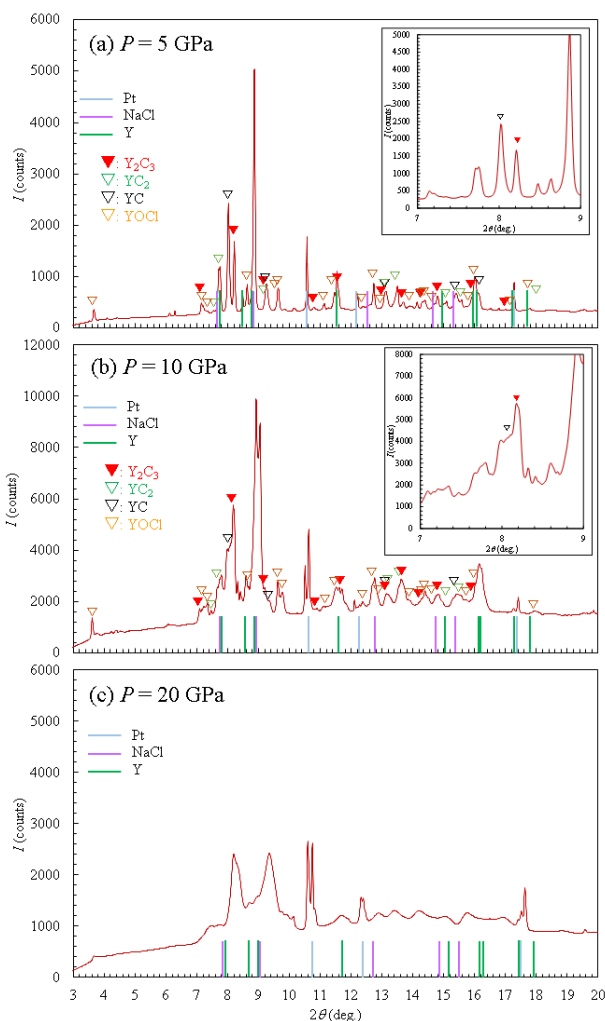 (a) P = 5 GPa
Pt
NaCl
Y
: Y₂C₃
: YC₂
: YC
: YOCl
I (counts)
6000
5000
4000
3000
2000
1000
0
I(counts)
5000
4500
4000
3500
3000
2500
2000
1500
1000
500
0
7 8 9
2θ (deg.)
(b) P = 10 GPa
Pt
NaCl
Y
: Y₂C₃
: YC₂
: YC
: YOCl
I (counts)
12000
10000
8000
6000
4000
2000
0
I(counts)
8000
7000
6000
5000
4000
3000
2000
1000
0
7 8 9
2θ (deg.)
(c) P = 20 GPa
Pt
NaCl
Y
I (counts)
6000
5000
4000
3000
2000
1000
0
3 4 5 6 7 8 9 10 11 12 13 14 15 16 17 18 19 20
2θ (deg.)